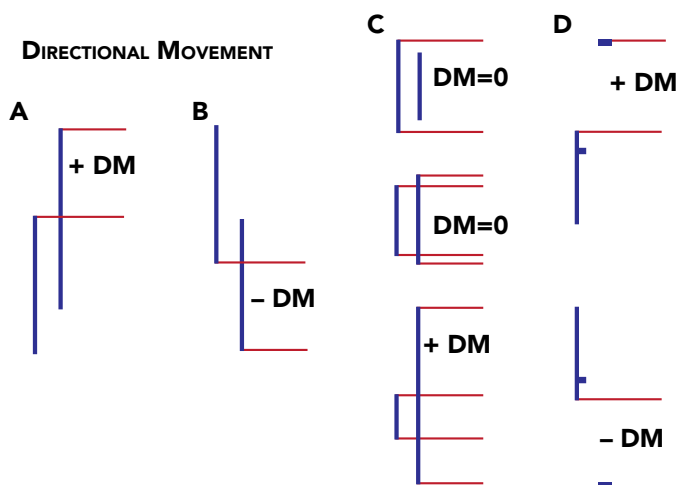 DIRECTIONAL MOVEMENT
A
+ DM
B
– DM
C
DM=0
DM=0
+ DM
D
+ DM
– DM